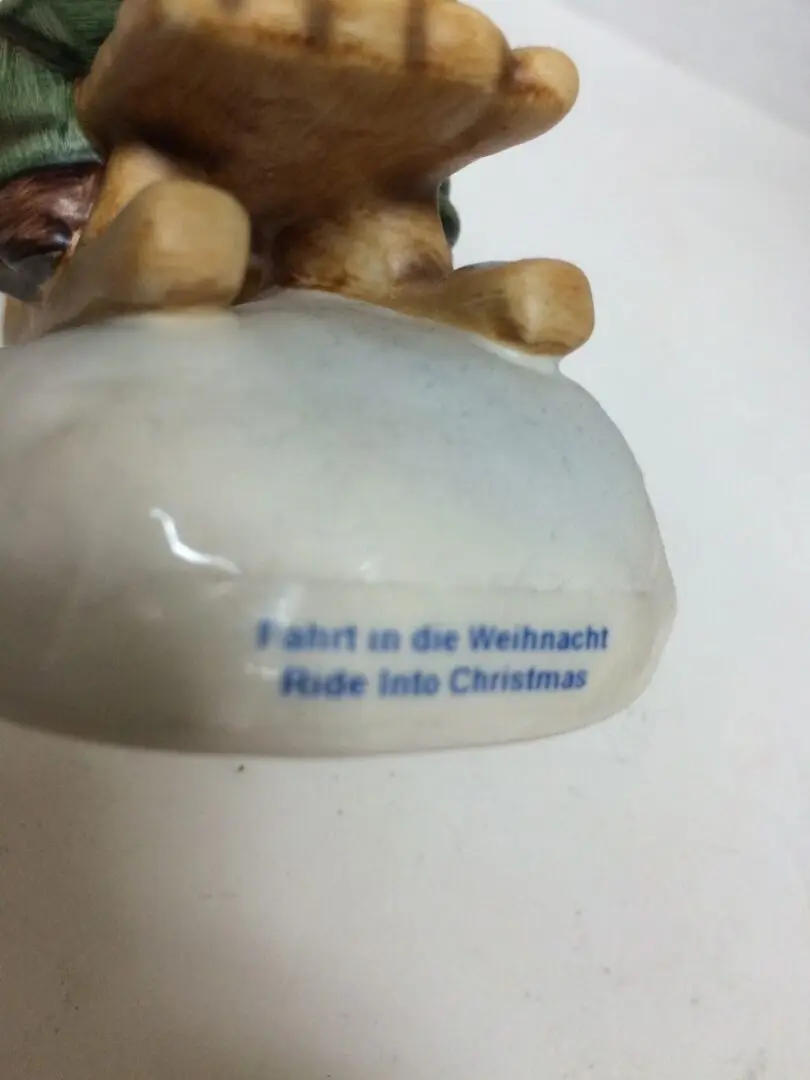 Fahrt in die Weihnacht
Ride Into Christmas